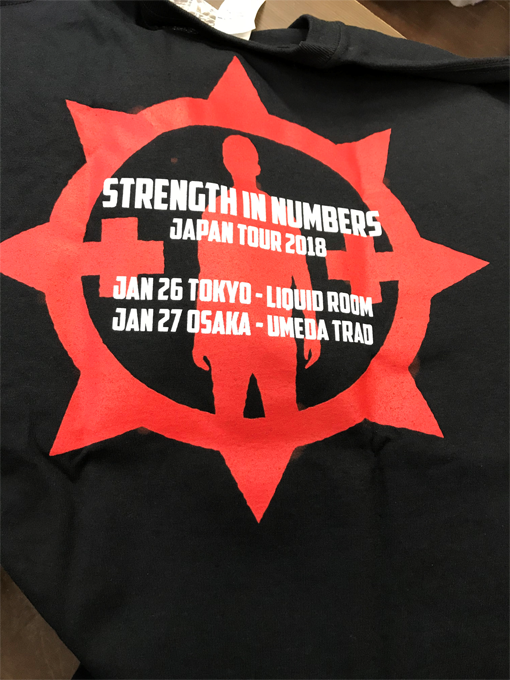 STRENGTH IN NUMBERS
JAPAN TOUR 2018
JAN 26 TOKYO - LIQUID ROOM
JAN 27 OSAKA - UMEDA TRAD